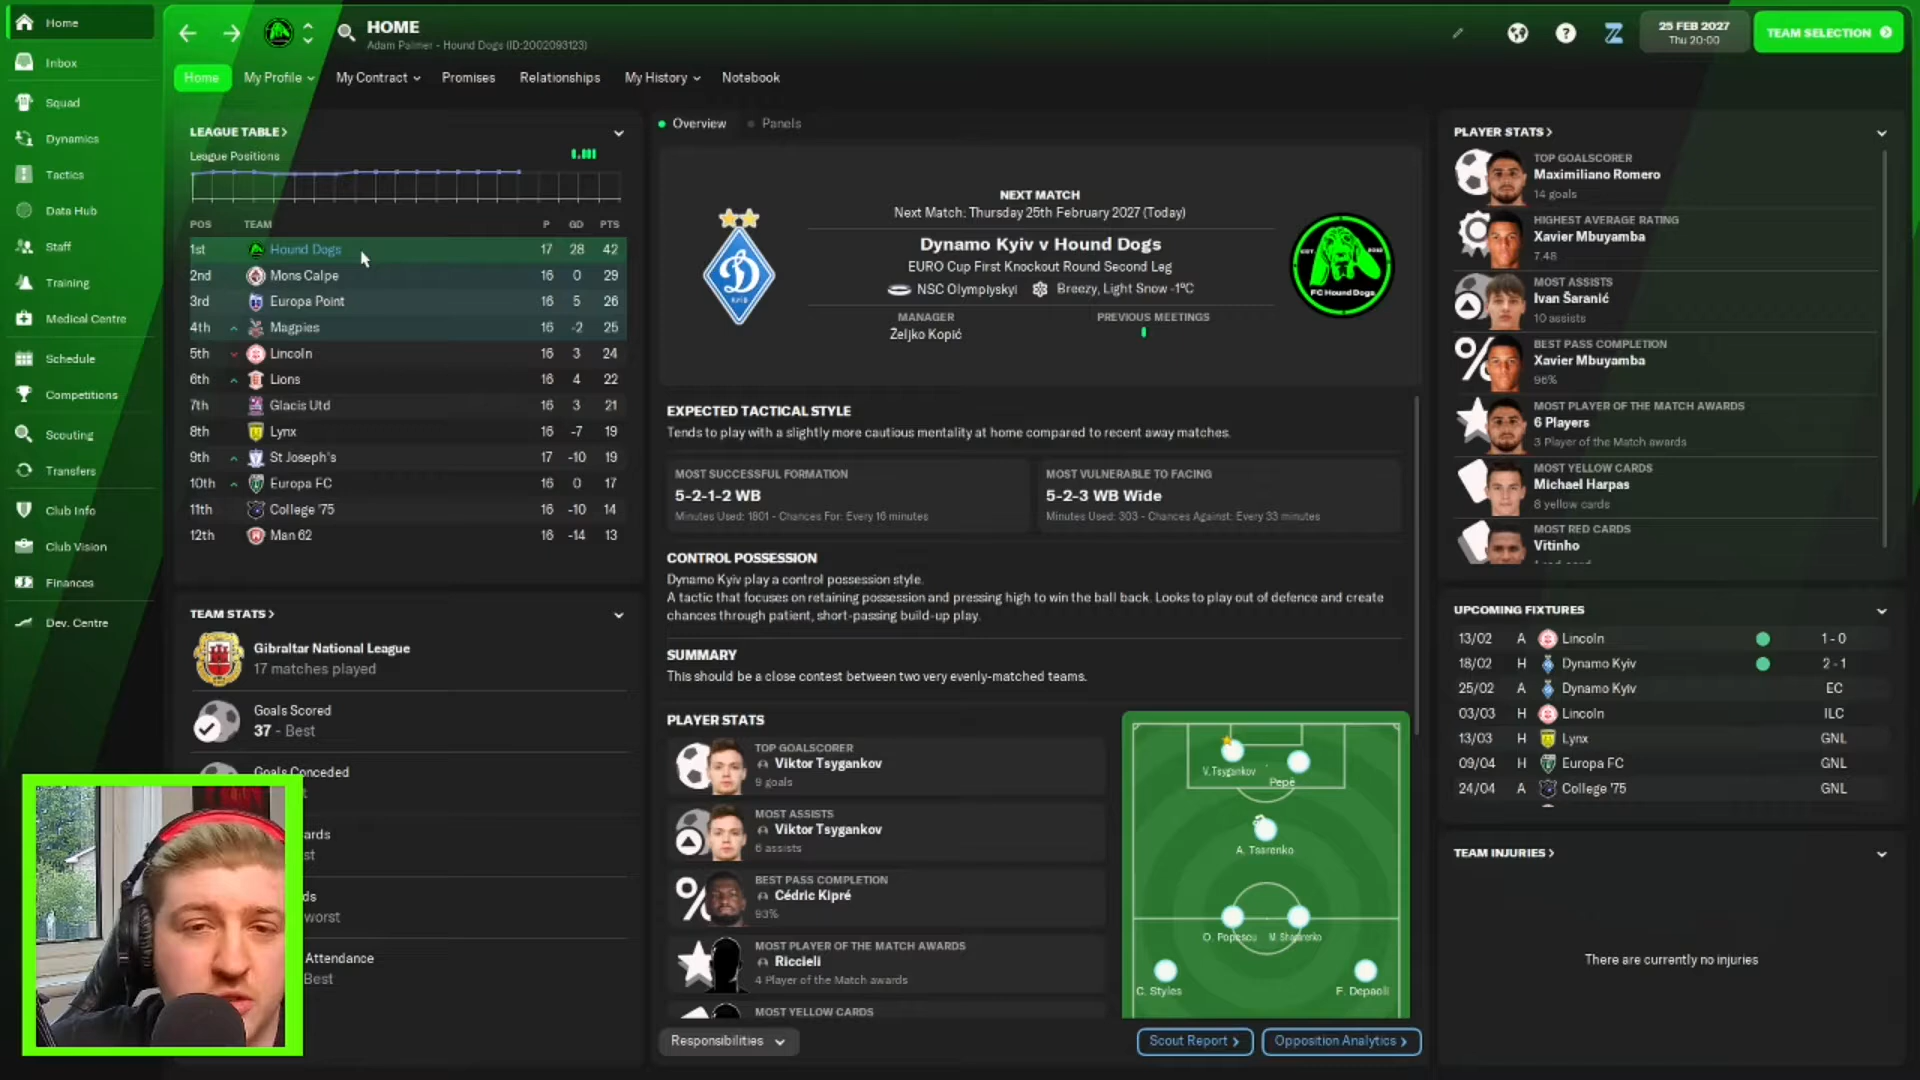 Home
Inbox
Squad
Dynamics
Tactics
Data Hub
Staff
Training
Medical Centre
Schedule
Competitions
Scouting
Transfers
Club Info
Club Vision
Finances
Dev. Centre
HOME
Adam Palmer - Hound Dogs (ID:2002093123)
25 FEB 2027
Thu 20:00
TEAM SELECTION
Home
My Profile
My Contract
Promises
Relationships
My History
Notebook
LEAGUE TABLE >
League Positions
POS TEAM P GD PTS
1st Hound Dogs 17 28 42
2nd Mons Calpe 16 0 29
3rd Europa Point 16 5 26
4th Magpies 16 -2 25
5th Lincoln 16 3 24
6th Lions 16 4 22
7th Glacis Utd 16 3 21
8th Lynx 16 -7 19
9th St Joseph's 17 -10 19
10th Europa FC 16 0 17
11th College '75 16 -10 14
12th Man 62 16 -14 13
TEAM STATS >
Gibraltar National League
17 matches played
Goals Scored
37 - Best
Goals Conceded
ards
ds
worst
Attendance
Best
Overview
Panels
NEXT MATCH
Next Match: Thursday 25th February 2027 (Today)
Dynamo Kyiv v Hound Dogs
EURO Cup First Knockout Round Second Leg
NSC Olympiyskyi Breezy, Light Snow -1°C
MANAGER
Željko Kopić
PREVIOUS MEETINGS
FC Hound Dogs
EXPECTED TACTICAL STYLE
Tends to play with a slightly more cautious mentality at home compared to recent away matches.
MOST SUCCESSFUL FORMATION
5-2-1-2 WB
Minutes Used: 1801 - Chances For: Every 16 minutes
MOST VULNERABLE TO FACING
5-2-3 WB Wide
Minutes Used: 303 - Chances Against: Every 33 minutes
CONTROL POSSESSION
Dynamo Kyiv play a control possession style.
A tactic that focuses on retaining possession and pressing high to win the ball back. Looks to play out of defence and create
chances through patient, short-passing build-up play.
SUMMARY
This should be a close contest between two very evenly-matched teams.
PLAYER STATS
TOP GOALSCORER
Viktor Tsygankov
9 goals
MOST ASSISTS
Viktor Tsygankov
6 assists
BEST PASS COMPLETION
Cédric Kipré
93%
MOST PLAYER OF THE MATCH AWARDS
Riccieli
4 Player of the Match awards
MOST YELLOW CARDS
V.Tsygankov
Pepê
A. Tsarenko
O. Popescu
C. Styles
F. Depaoli
Responsibilities
Scout Report >
Opposition Analytics >
PLAYER STATS >
TOP GOALSCORER
Maximiliano Romero
14 goals
HIGHEST AVERAGE RATING
Xavier Mbuyamba
7.48
MOST ASSISTS
Ivan Šaranić
10 assists
BEST PASS COMPLETION
Xavier Mbuyamba
96%
MOST PLAYER OF THE MATCH AWARDS
6 Players
3 Player of the Match awards
MOST YELLOW CARDS
Michael Harpas
8 yellow cards
MOST RED CARDS
Vitinho
UPCOMING FIXTURES
13/02 A Lincoln 1 - 0
18/02 H Dynamo Kyiv 2 - 1
25/02 A Dynamo Kyiv EC
03/03 H Lincoln ILC
13/03 H Lynx GNL
09/04 H Europa FC GNL
24/04 A College '75 GNL
TEAM INJURIES >
There are currently no injuries